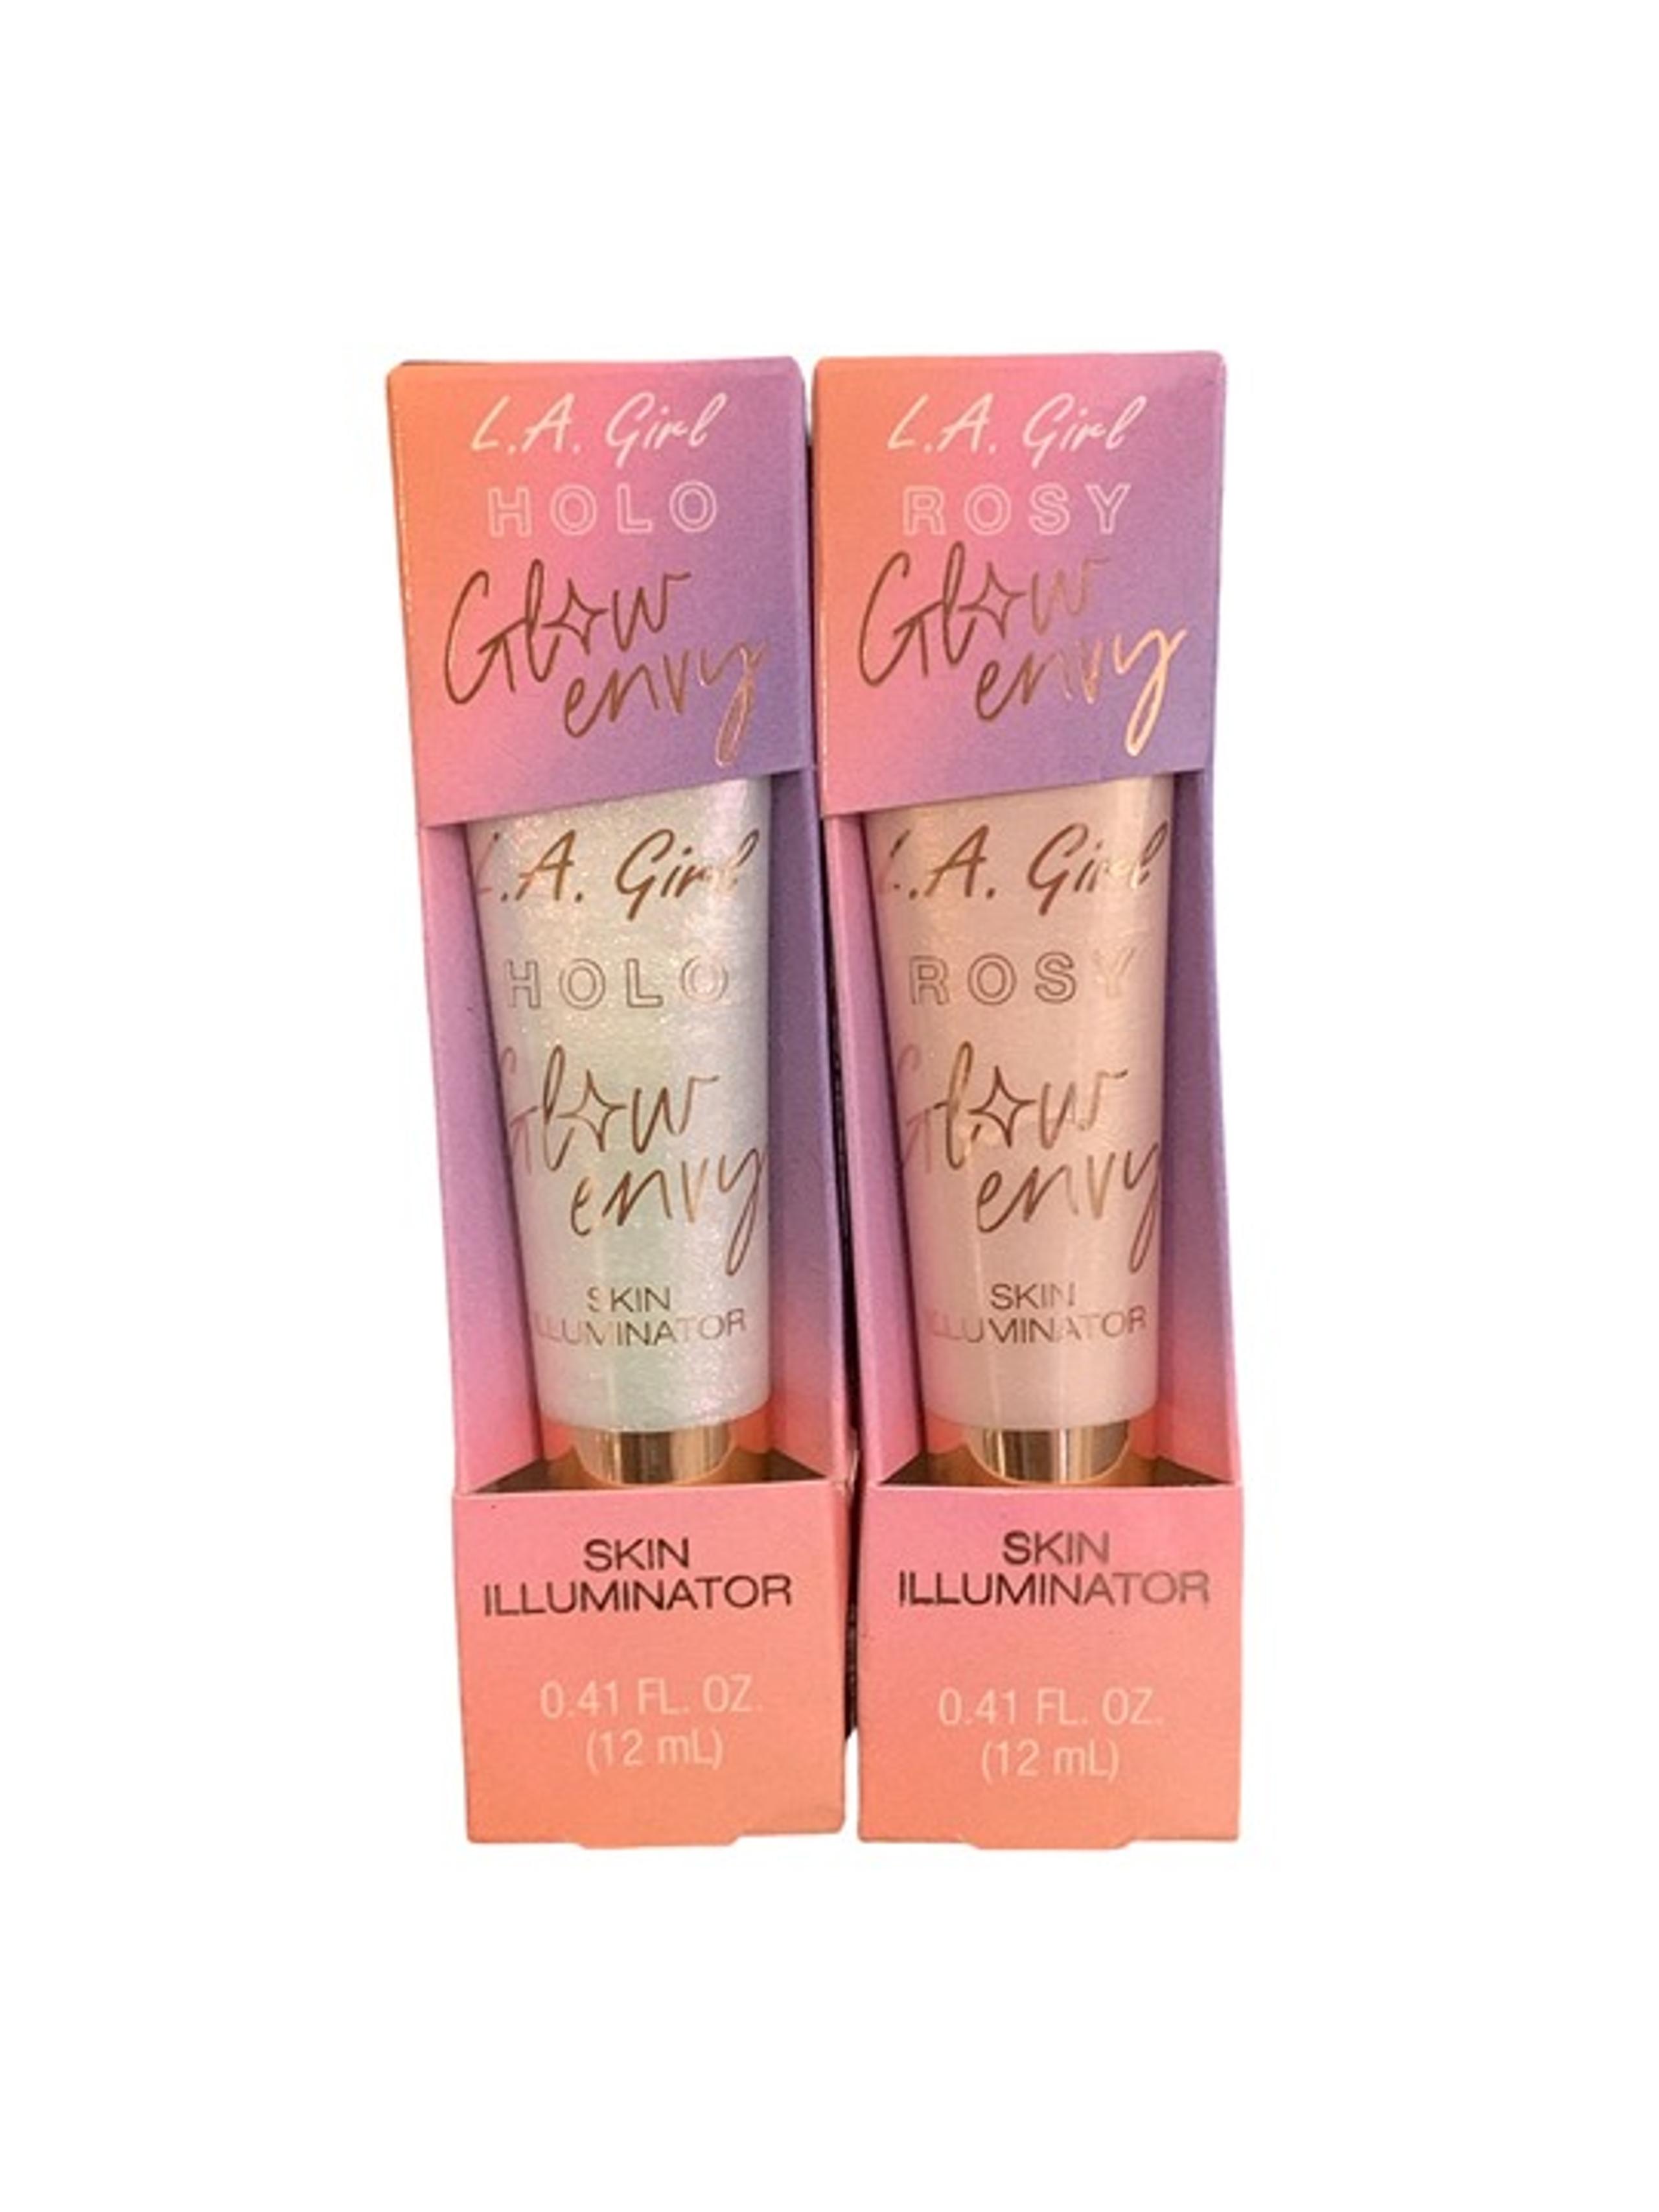 L.A. Girl
HOLO
Glow
envy
L.A. Girl
HOLO
Glow
envy
SKIN
ILLUMINATOR
SKIN
ILLUMINATOR
0.41 FL. OZ.
(12 mL)
L.A. Girl
ROSY
Glow
envy
L.A. Girl
ROSY
Glow
envy
SKIN
ILLUMINATOR
SKIN
ILLUMINATOR
0.41 FL. OZ.
(12 mL)